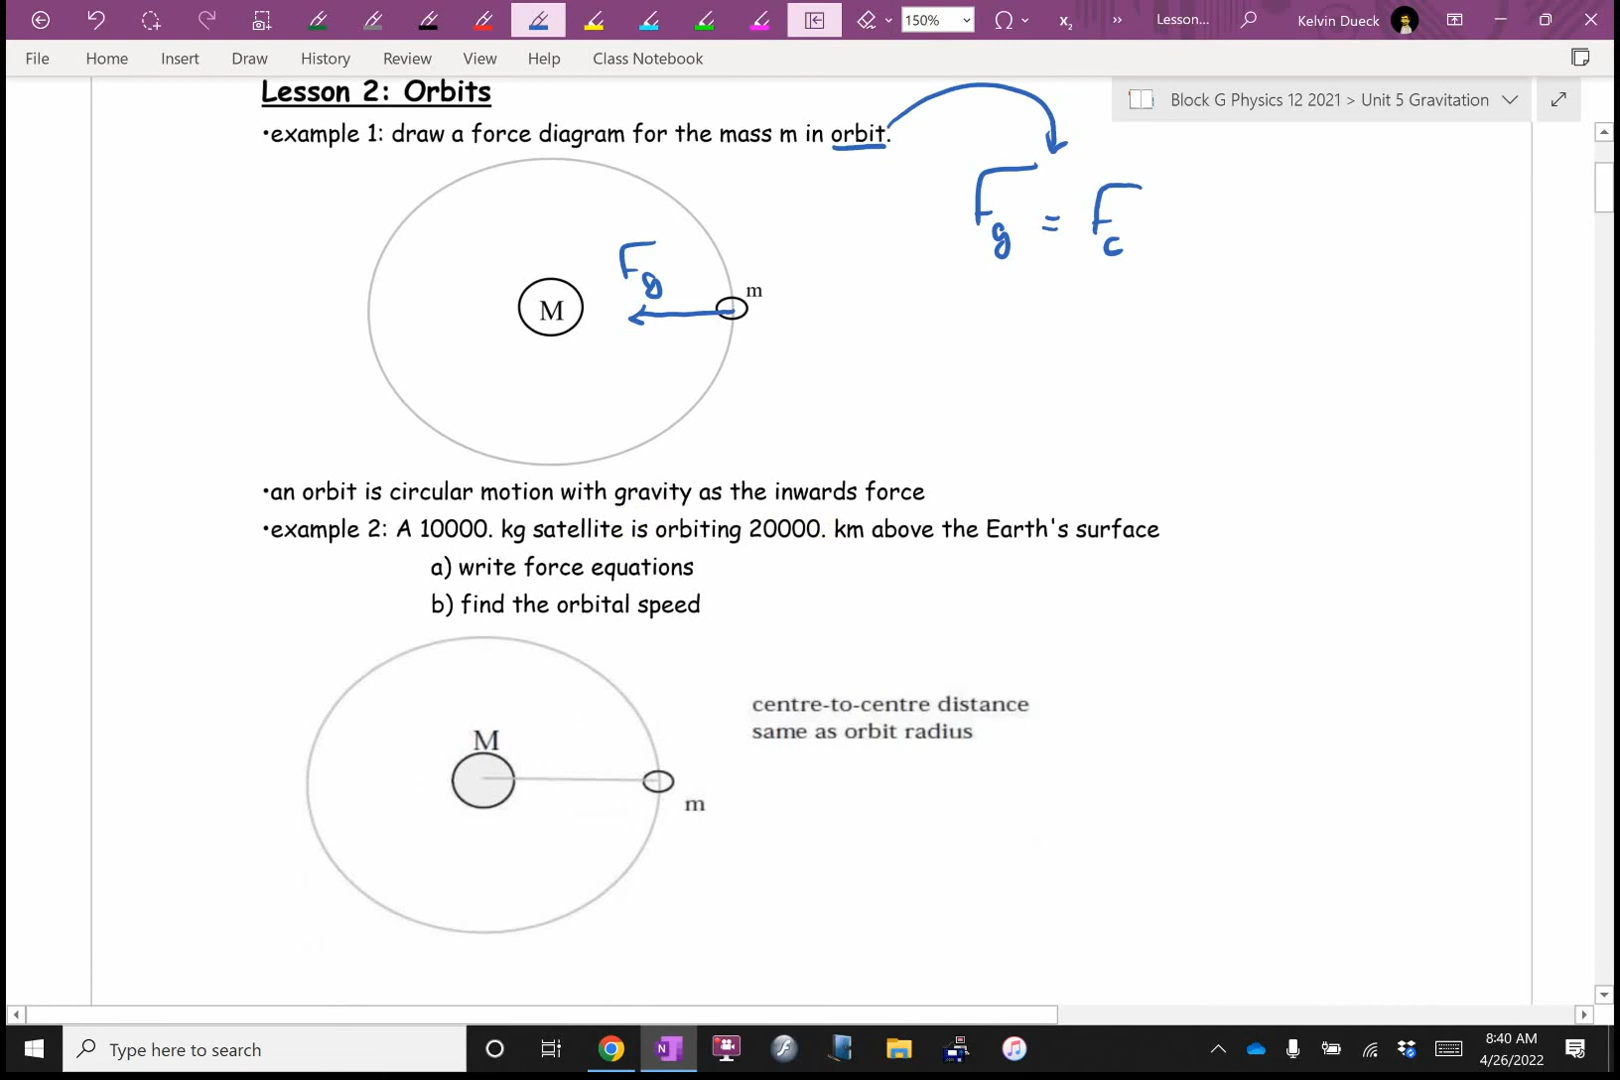 150%
Ω
x₂
»
Lesson...
Kelvin Dueck
File
Home
Insert
Draw
History
Review
View
Help
Class Notebook
Block G Physics 12 2021 > Unit 5 Gravitation
Lesson 2: Orbits
•example 1: draw a force diagram for the mass m in orbit.
Fg = Fc
Fg
M
m
•an orbit is circular motion with gravity as the inwards force
•example 2: A 10000. kg satellite is orbiting 20000. km above the Earth's surface
a) write force equations
b) find the orbital speed
centre-to-centre distance
same as orbit radius
M
m
Type here to search
8:40 AM
4/26/2022